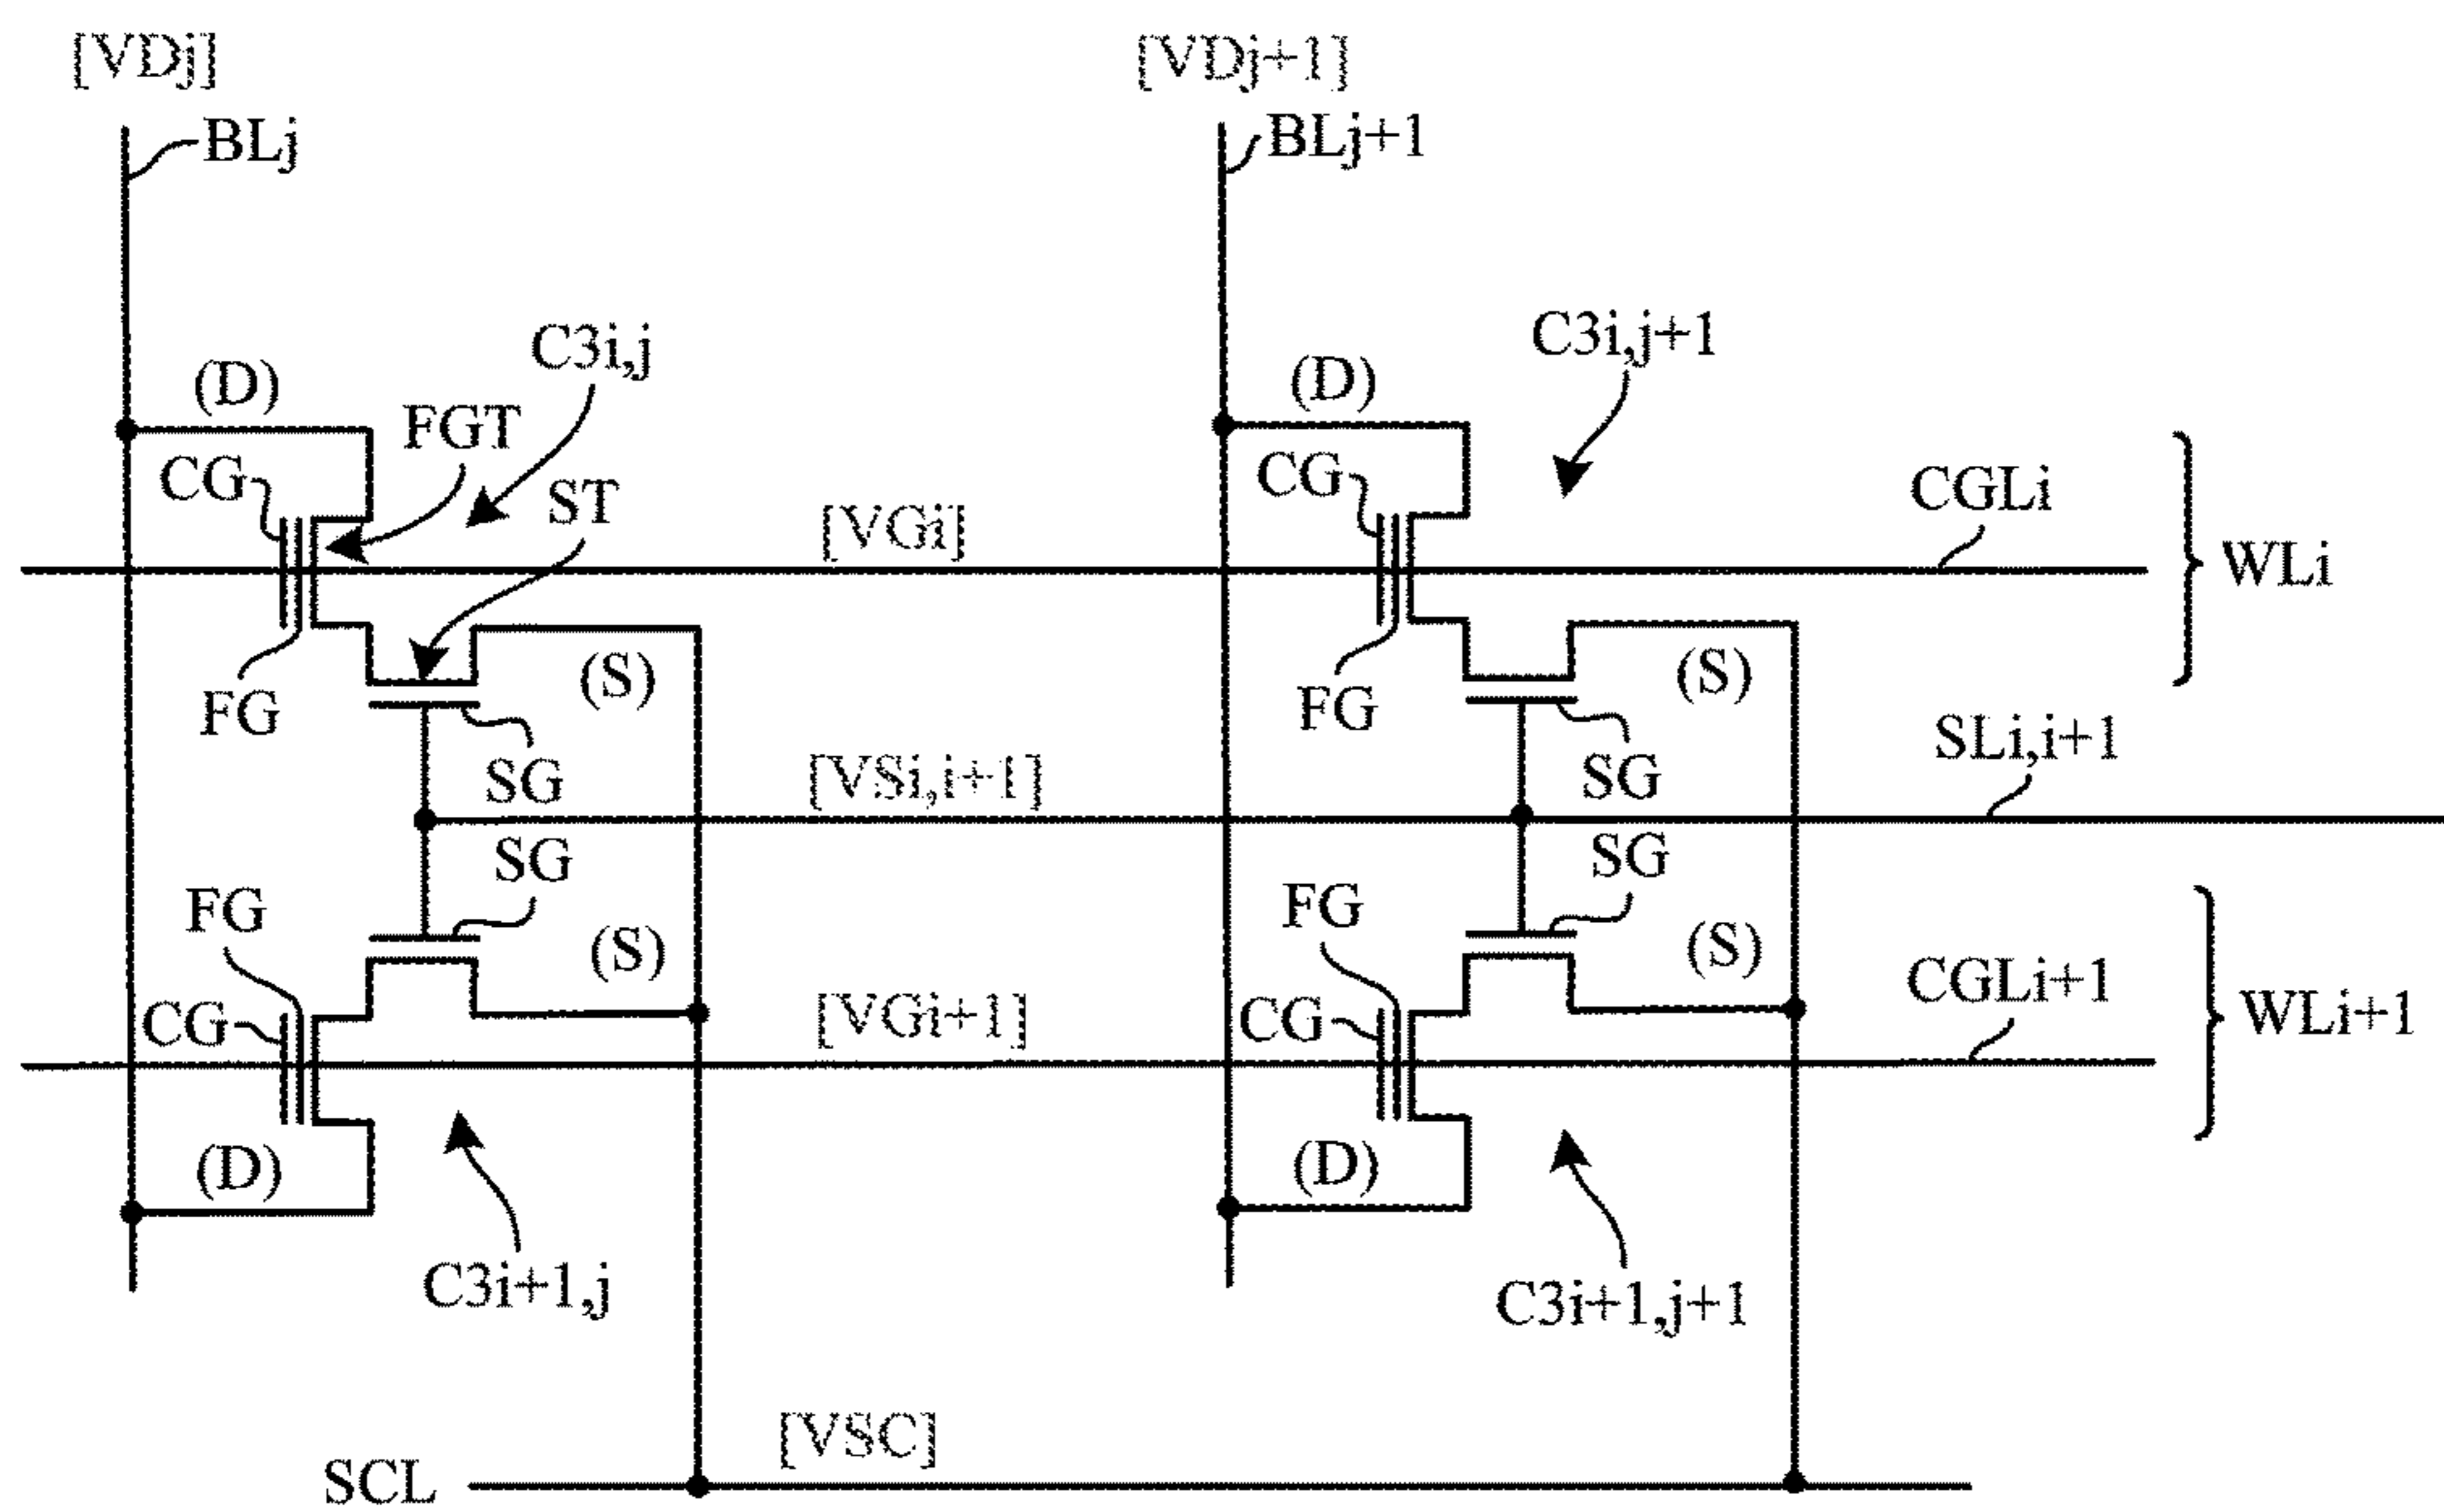 [VDj]
[VDj+1]
BLj
BLj+1
C3i,j
C3i,j+1
(D)
(D)
FGT
CG
CG
ST
CGLi
[VGi]
WLi
FG
(S)
FG
(S)
SG
SG
SLi,i+1
[VSi,i+1]
SG
SG
FG
FG
(S)
(S)
CGLi+1
CG
[VGi+1]
CG
WLi+1
(D)
(D)
C3i+1,j
C3i+1,j+1
[VSC]
SCL